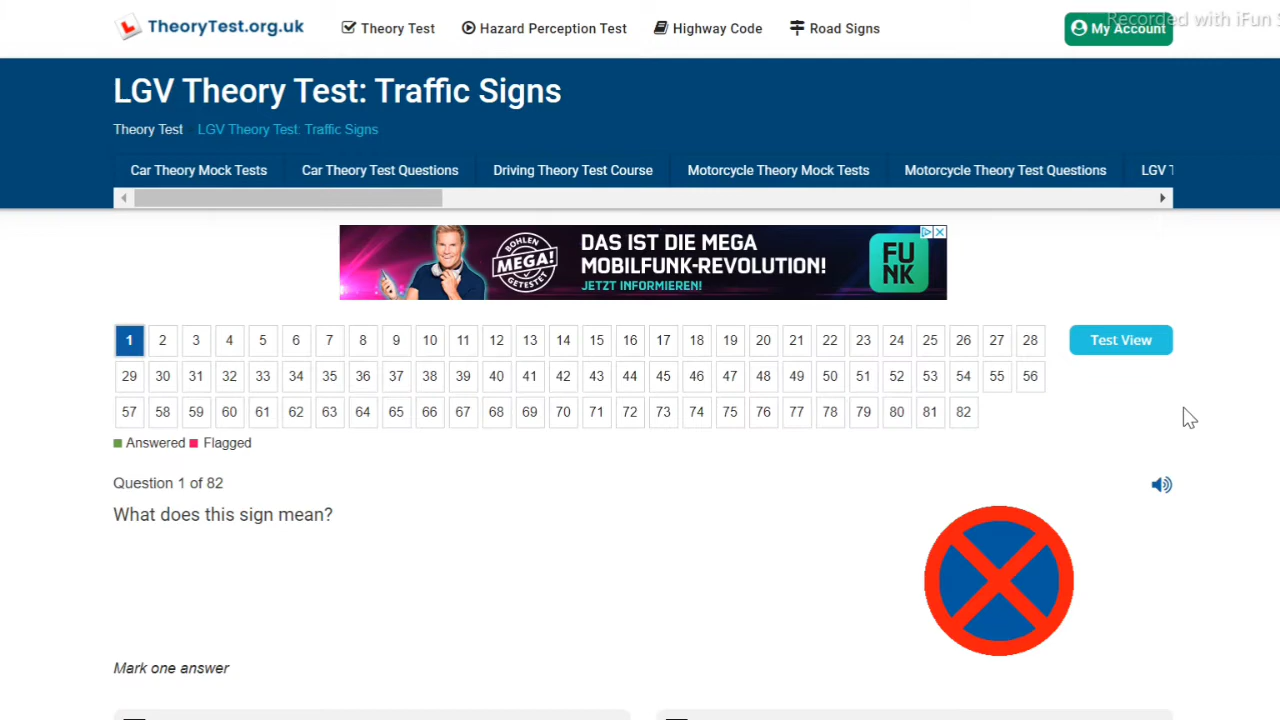 TheoryTest.org.uk Theory Test Hazard Perception Test Highway Code Road Signs My Account
Recorded with iFun S
LGV Theory Test: Traffic Signs
Theory Test LGV Theory Test: Traffic Signs
Car Theory Mock Tests Car Theory Test Questions Driving Theory Test Course Motorcycle Theory Mock Tests Motorcycle Theory Test Questions LGV T
BOHLEN
MEGA!
GETESTET
DAS IST DIE MEGA
MOBILFUNK-REVOLUTION!
JETZT INFORMIEREN!
FU
NK
1 2 3 4 5 6 7 8 9 10 11 12 13 14 15 16 17 18 19 20 21 22 23 24 25 26 27 28 Test View
29 30 31 32 33 34 35 36 37 38 39 40 41 42 43 44 45 46 47 48 49 50 51 52 53 54 55 56
57 58 59 60 61 62 63 64 65 66 67 68 69 70 71 72 73 74 75 76 77 78 79 80 81 82
Answered Flagged
Question 1 of 82
What does this sign mean?
Mark one answer